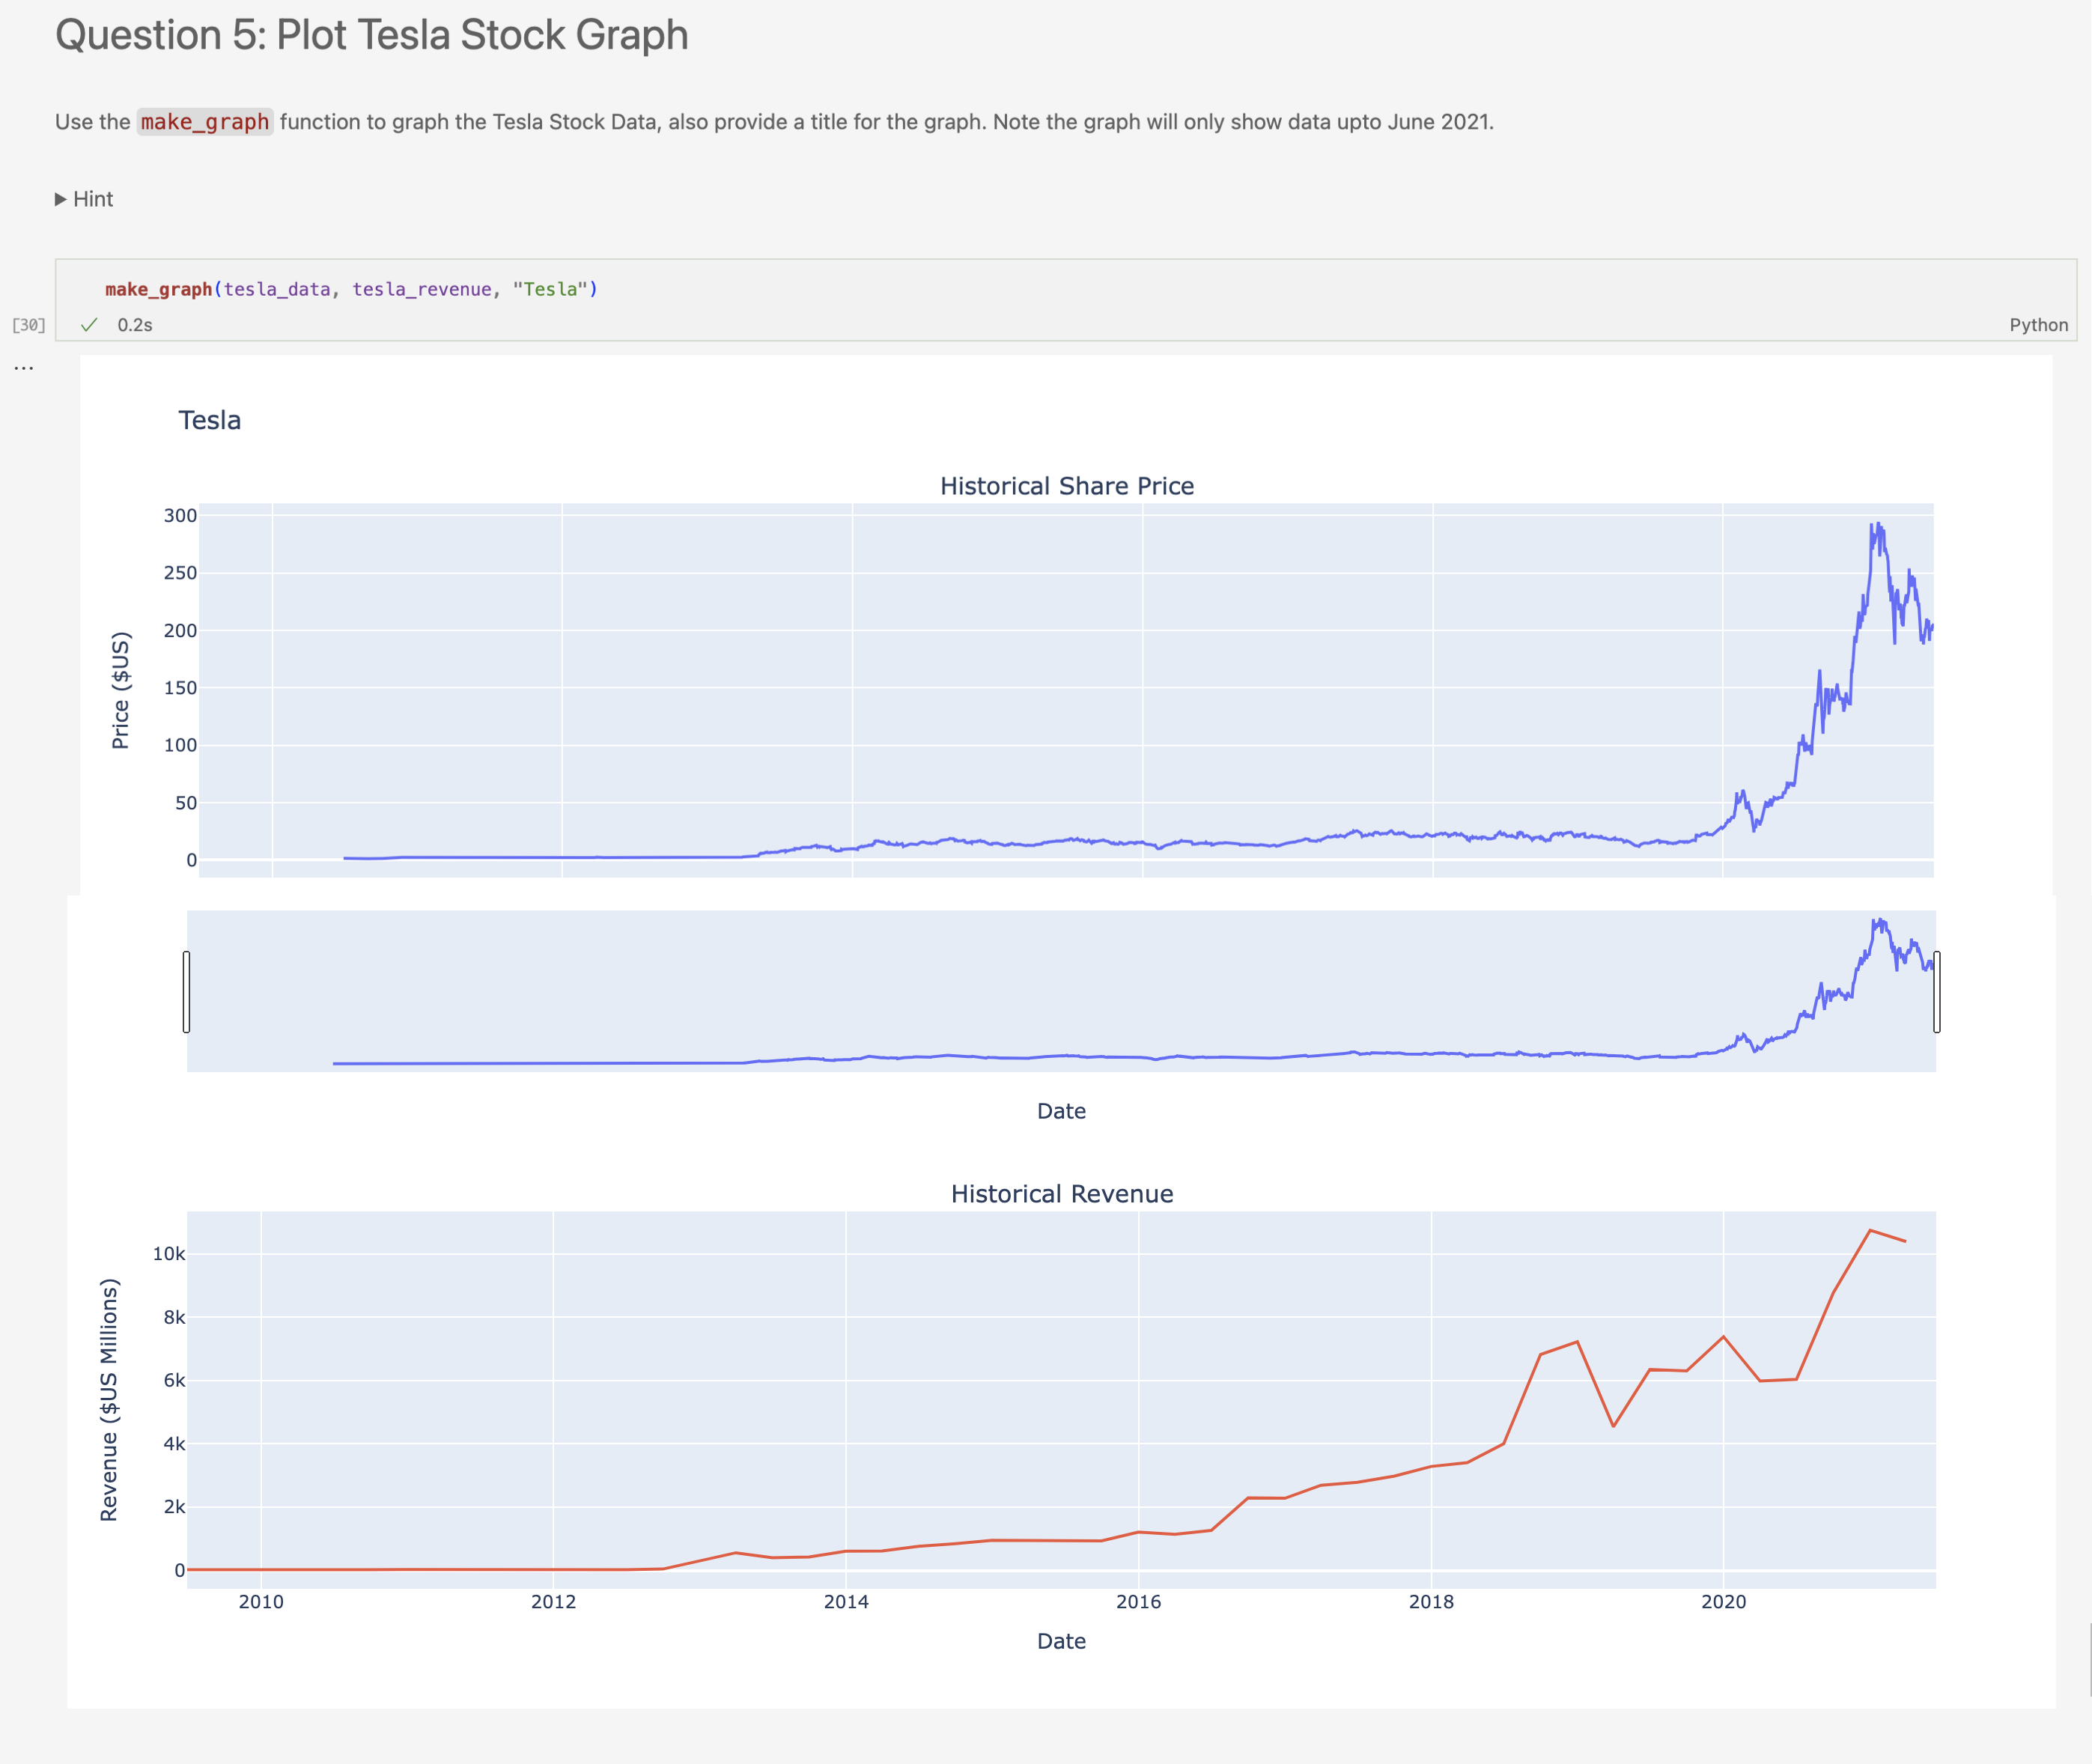 Question 5: Plot Tesla Stock Graph
Use the make_graph function to graph the Tesla Stock Data, also provide a title for the graph. Note the graph will only show data upto June 2021.
▶ Hint
make_graph(tesla_data, tesla_revenue, "Tesla")
[30] ✓ 0.2s Python
...
Tesla
Historical Share Price
300
250
200
150
100
50
0
Price ($US)
Date
Historical Revenue
10k
8k
6k
4k
2k
0
Revenue ($US Millions)
2010 2012 2014 2016 2018 2020
Date